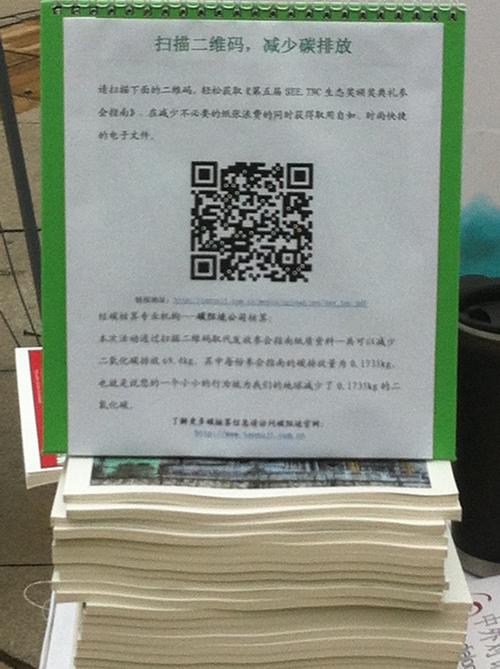 扫描二维码，减少碳排放
请扫描下面的二维码，轻松获取《第五届 SEE.TNC 生态奖颁奖典礼参
会指南》，在减少不必要的纸张浪费的同时获得取用自如、时尚快捷
的电子文件。
链接地址：
经碳核算专业机构——碳阻迹公司核算：
本次活动通过扫描二维码取代发放参会指南纸质资料一共可以减少
二氧化碳排放 69.4kg，其中每份参会指南的碳排放量为 0.1735kg，
也就是说您的一个小小的行为就为我们的地球减少了 0.1735kg 的二
氧化碳。
了解更多碳核算信息请访问碳阻迹官网：
中外对